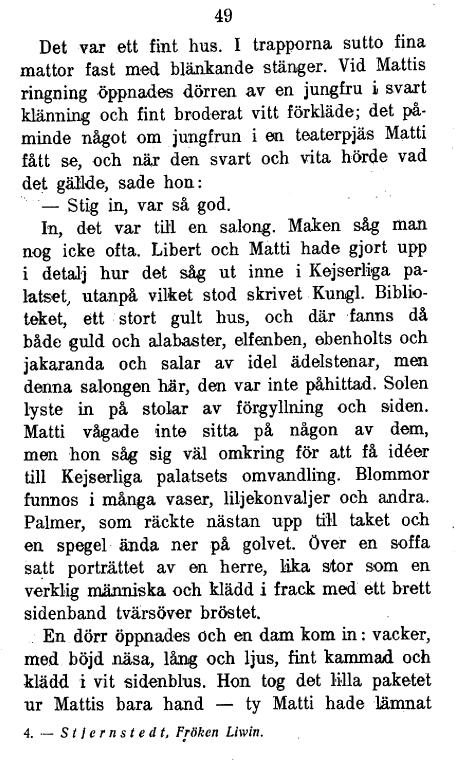 49
Det var ett fint hus. I trapporna sutto fina
mattor fast med blänkande stänger. Vid Mattis
ringning öppnades dörren av en jungfru i svart
klänning och fint broderat vitt förkläde; det på-
minde något om jungfrun i en teaterpjäs Matti
fått se, och när den svart och vita hörde vad
det gällde, sade hon:
— Stig in, var så god.
In, det var till en salong. Maken såg man
nog icke ofta. Libert och Matti hade gjort upp
i detalj hur det såg ut inne i Kejserliga pa-
latset, utanpå vilket stod skrivet Kungl. Biblio-
teket, ett stort gult hus, och där fanns då
både guld och alabaster, elfenben, ebenholts och
jakaranda och salar av idel ädelstenar, men
denna salongen här, den var inte påhittad. Solen
lyste in på stolar av förgyllning och siden.
Matti vågade inte sitta på någon av dem,
men hon såg sig väl omkring för att få idéer
till Kejserliga palatsets omvandling. Blommor
funnos i många vaser, liljekonvaljer och andra.
Palmer, som räckte nästan upp till taket och
en spegel ända ner på golvet. Över en soffa
satt porträttet av en herre, lika stor som en
verklig människa och klädd i frack med ett brett
sidenband tvärsöver bröstet.
En dörr öppnades och en dam kom in: vacker,
med böjd näsa, lång och ljus, fint kammad och
klädd i vit sidenblus. Hon tog det lilla paketet
ur Mattis bara hand — ty Matti hade lämnat
4. — Stjernstedt, Fröken Liwin.